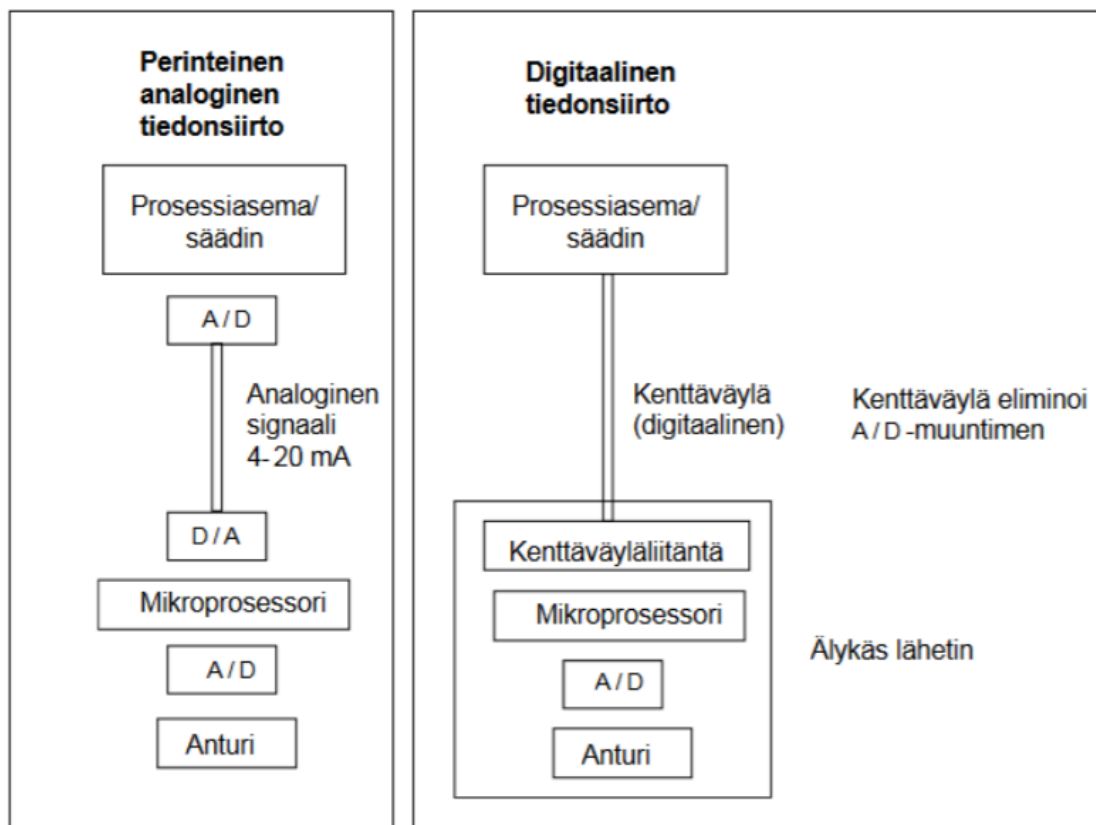 Perinteinen
analoginen
tiedonsiirto
Prosessiasema/
säädin
A / D
Analoginen
signaali
4- 20 mA
D / A
Mikroprosessori
A / D
Anturi
Digitaalinen
tiedonsiirto
Prosessiasema/
säädin
Kenttäväylä
(digitaalinen)
Kenttäväylä eliminoi
A / D -muuntimen
Kenttäväyläliitäntä
Mikroprosessori
A / D
Anturi
Älykäs lähetin